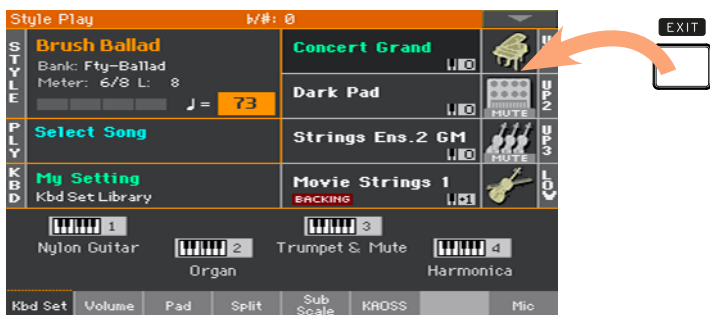 Style Play ♭/#: 0
EXIT
STYLE
Brush Ballad
Bank: Fty-Ballad
Meter: 6/8 L: 8
♩ = 73
Concert Grand
Dark Pad
MUTE
UP2
PLY
Select Song
Strings Ens.2 GM
MUTE
UP3
KBD
My Setting
Kbd Set Library
Movie Strings 1
BACKING
LOW
1
Nylon Guitar
2
Organ
3
Trumpet & Mute
4
Harmonica
Kbd Set Volume Pad Split Sub Scale KAOSS Mic